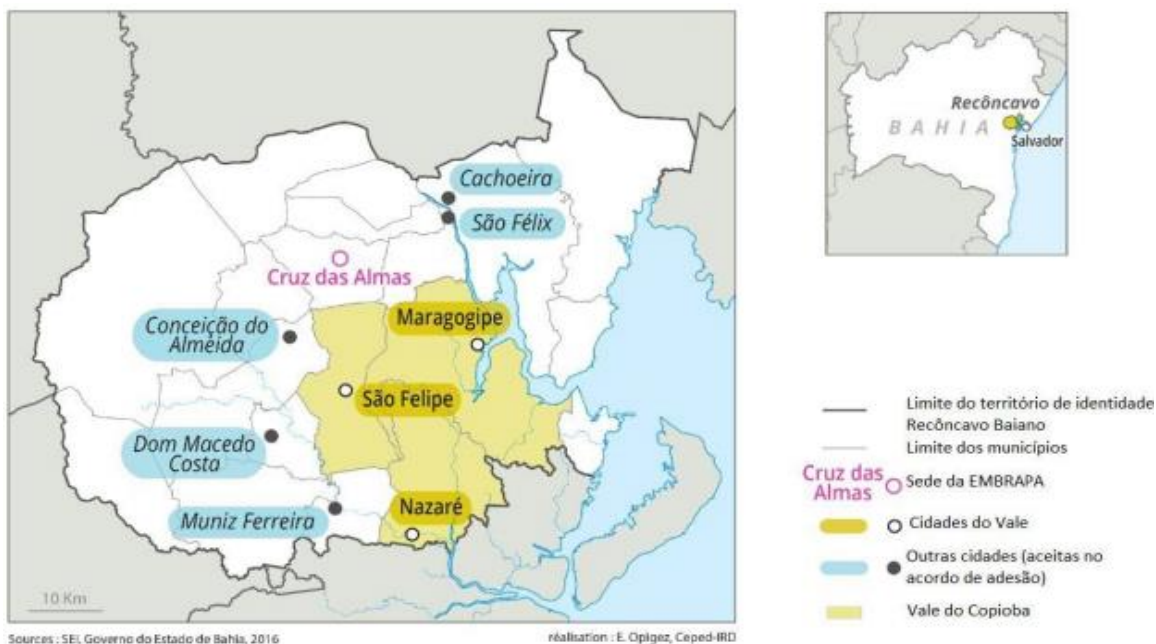 Cachoeira
São Félix
Cruz das Almas
Maragogipe
Conceição do
Almeida
São Felipe
Dom Macedo
Costa
Muniz Ferreira
Nazaré
10 Km
Sources : SEI, Governo do Estado de Bahia, 2016
réalisation : E. Opigez, Ceped-IRD
Recôncavo
BAHIA
Salvador
Limite do território de identidade
Recôncavo Baiano
Limite dos municípios
Cruz das
Almas
Sede da EMBRAPA
Cidades do Vale
Outras cidades (aceitas no
acordo de adesão)
Vale do Copioba